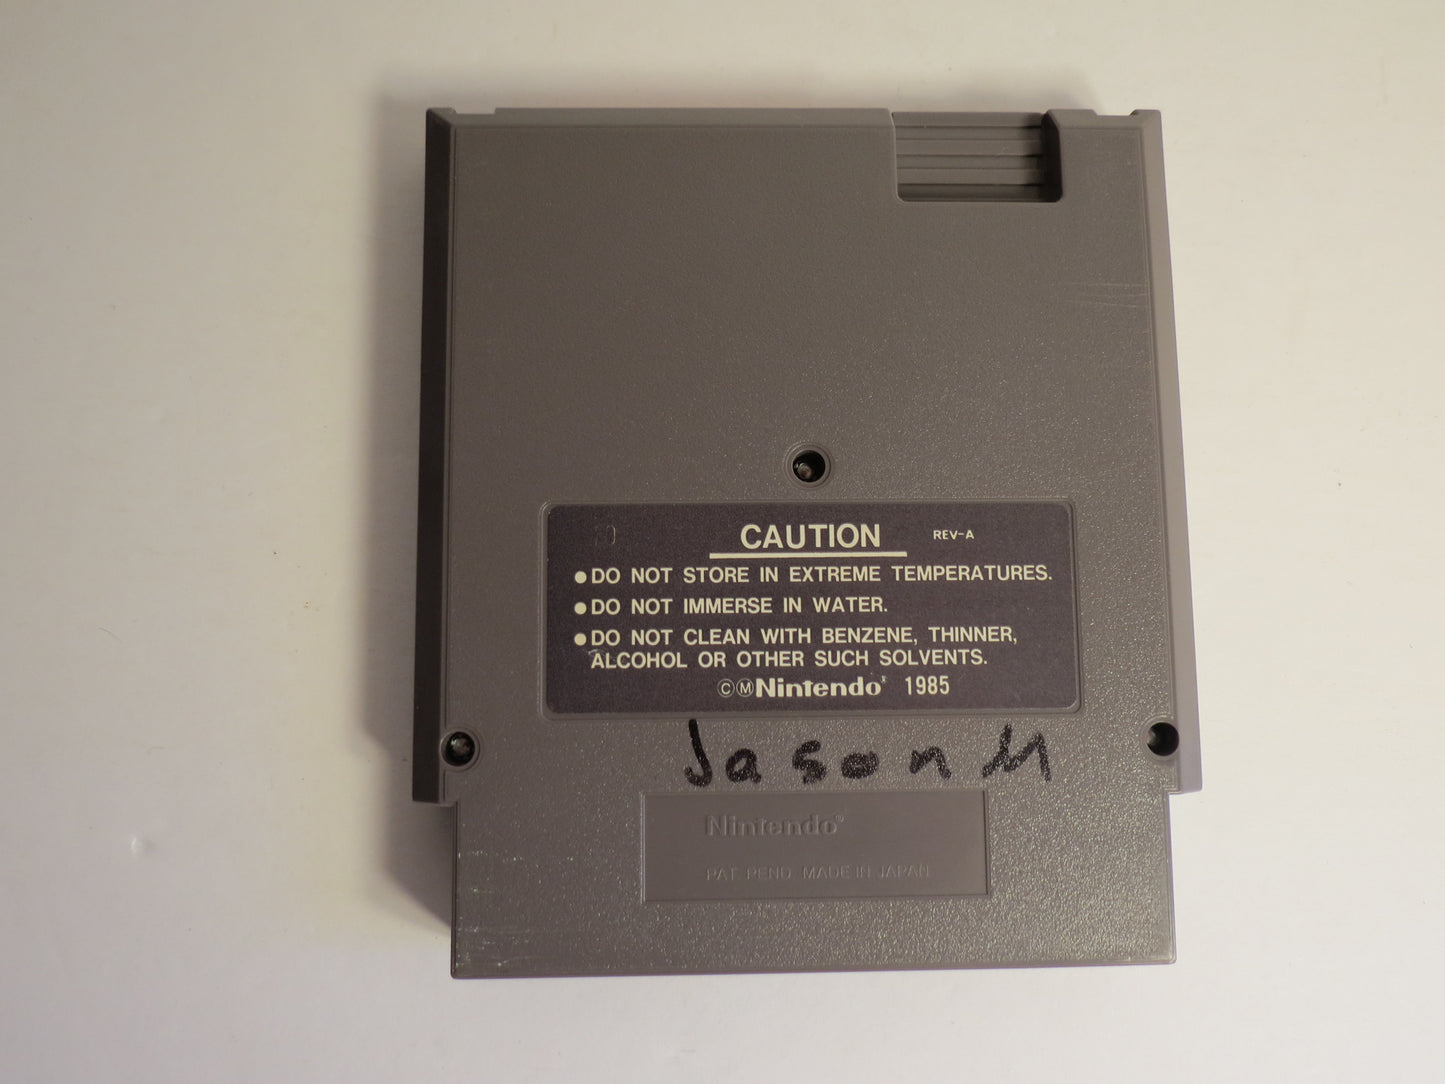 CAUTION REV-A
●DO NOT STORE IN EXTREME TEMPERATURES.
●DO NOT IMMERSE IN WATER.
●DO NOT CLEAN WITH BENZENE, THINNER,
ALCOHOL OR OTHER SUCH SOLVENTS.
ⒸⓂNintendo® 1985
Jason M
Nintendo®
PAT. PEND. MADE IN JAPAN